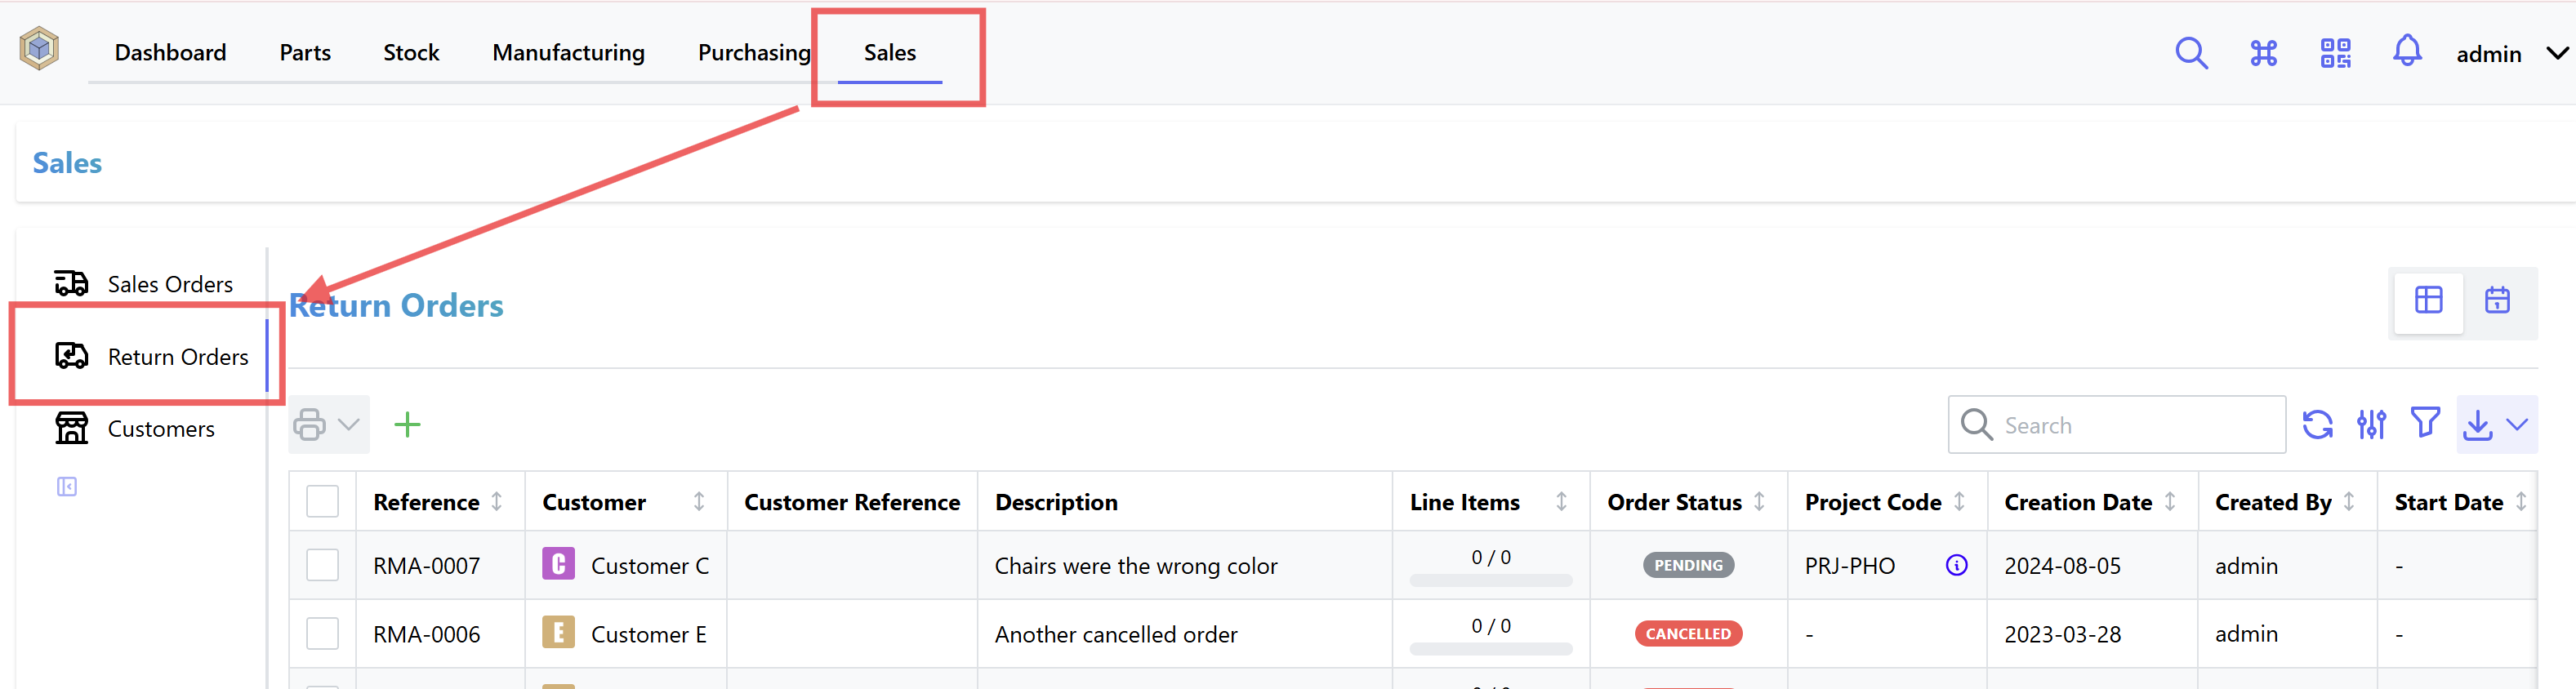 Dashboard Parts Stock Manufacturing Purchasing Sales admin
Sales
Sales Orders
Return Orders
Customers
Return Orders
1
Search
Reference Customer Customer Reference Description Line Items Order Status Project Code Creation Date Created By Start Date
RMA-0007 C Customer C Chairs were the wrong color 0 / 0 PENDING PRJ-PHO 2024-08-05 admin -
RMA-0006 E Customer E Another cancelled order 0 / 0 CANCELLED - 2023-03-28 admin -